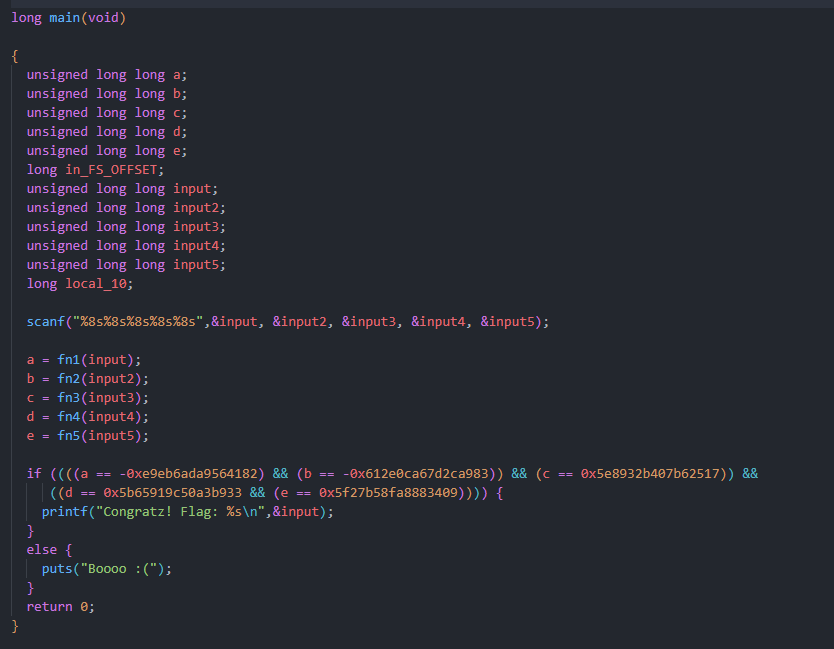 long main(void)
{
unsigned long long a;
unsigned long long b;
unsigned long long c;
unsigned long long d;
unsigned long long e;
long in_FS_OFFSET;
unsigned long long input;
unsigned long long input2;
unsigned long long input3;
unsigned long long input4;
unsigned long long input5;
long local_10;
scanf("%8s%8s%8s%8s%8s",&input, &input2, &input3, &input4, &input5);
a = fn1(input);
b = fn2(input2);
c = fn3(input3);
d = fn4(input4);
e = fn5(input5);
if ((((a == -0xe9eb6ada9564182) && (b == -0x612e0ca67d2ca983)) && (c == 0x5e8932b407b62517)) &&
((d == 0x5b65919c50a3b933 && (e == 0x5f27b58fa8883409)))) {
printf("Congratz! Flag: %s\n",&input);
}
else {
puts("Boooo :(");
}
return 0;
}